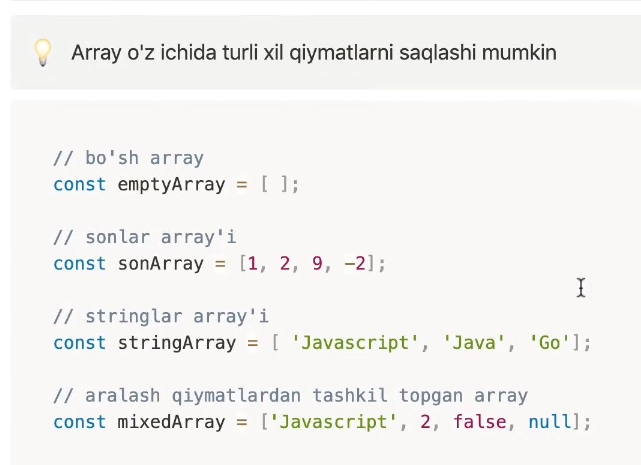 Array o'z ichida turli xil qiymatlarni saqlashi mumkin
// bo'sh array
const emptyArray = [ ];
// sonlar array'i
const sonArray = [1, 2, 9, -2];
// stringlar array'i
const stringArray = [ 'Javascript', 'Java', 'Go'];
// aralash qiymatlardan tashkil topgan array
const mixedArray = ['Javascript', 2, false, null];